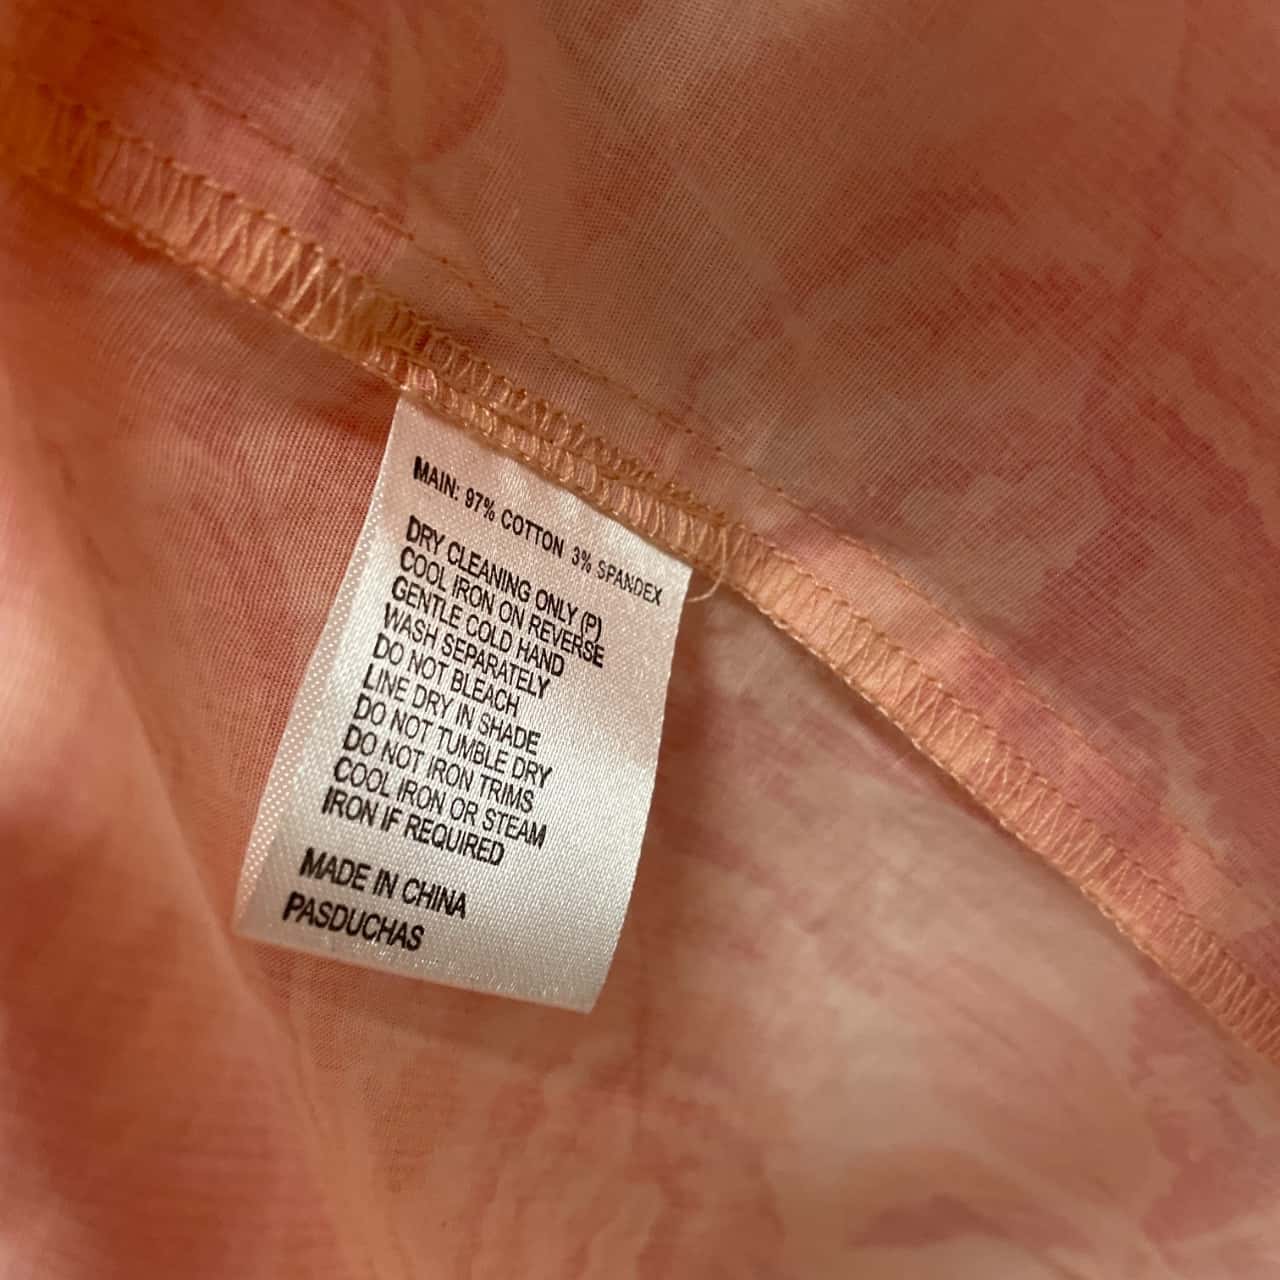 MAIN: 97% COTTON 3% SPANDEX
DRY CLEANING ONLY (P)
COOL IRON ON REVERSE
GENTLE COLD HAND
WASH SEPARATELY
DO NOT BLEACH
LINE DRY IN SHADE
DO NOT TUMBLE DRY
DO NOT IRON TRIMS
COOL IRON OR STEAM
IRON IF REQUIRED
MADE IN CHINA
PASDUCHAS